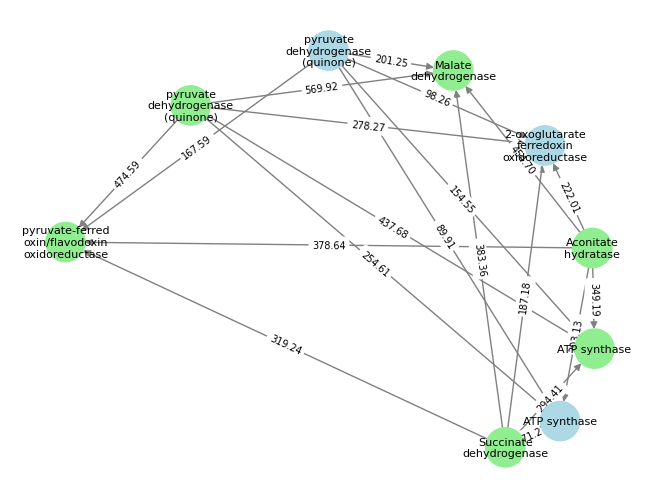 pyruvate
dehydrogenase
(quinone)
201.25
Malate
dehydrogenase
569.92
98.26
pyruvate
dehydrogenase
(quinone)
278.27
2-oxoglutarate
ferredoxin
oxidoreductase
167.59
474.59
222.01
154.55
437.68
pyruvate-ferred
oxin/flavodoxin
oxidoreductase
378.64
89.91
Aconitate
hydratase
383.36
254.61
187.18
349.19
319.24
ATP synthase
294.41
ATP synthase
Succinate
dehydrogenase